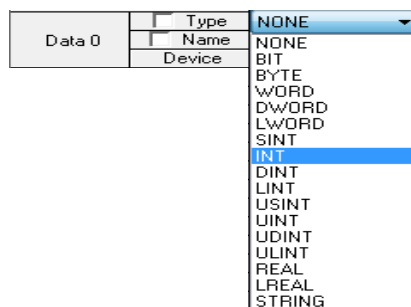 Type NONE
Data 0 Name NONE
Device BIT
BYTE
WORD
DWORD
LWORD
SINT
INT
DINT
LINT
USINT
UINT
UDINT
ULINT
REAL
LREAL
STRING